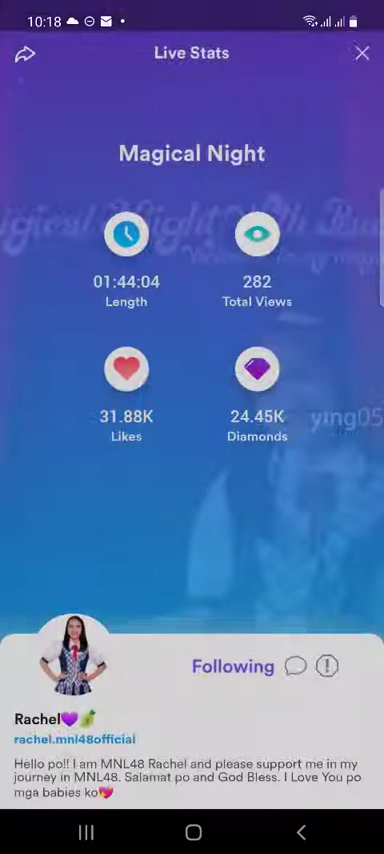 10:18
Live Stats
Magical Night
01:44:04
Length
282
Total Views
31.88K
Likes
24.45K
Diamonds
ying05
Following
Rachel💜🍐
rachel.mnl48official
Hello po!! I am MNL48 Rachel and please support me in my
journey in MNL48. Salamat po and God Bless. I Love You po
mga babies ko💖